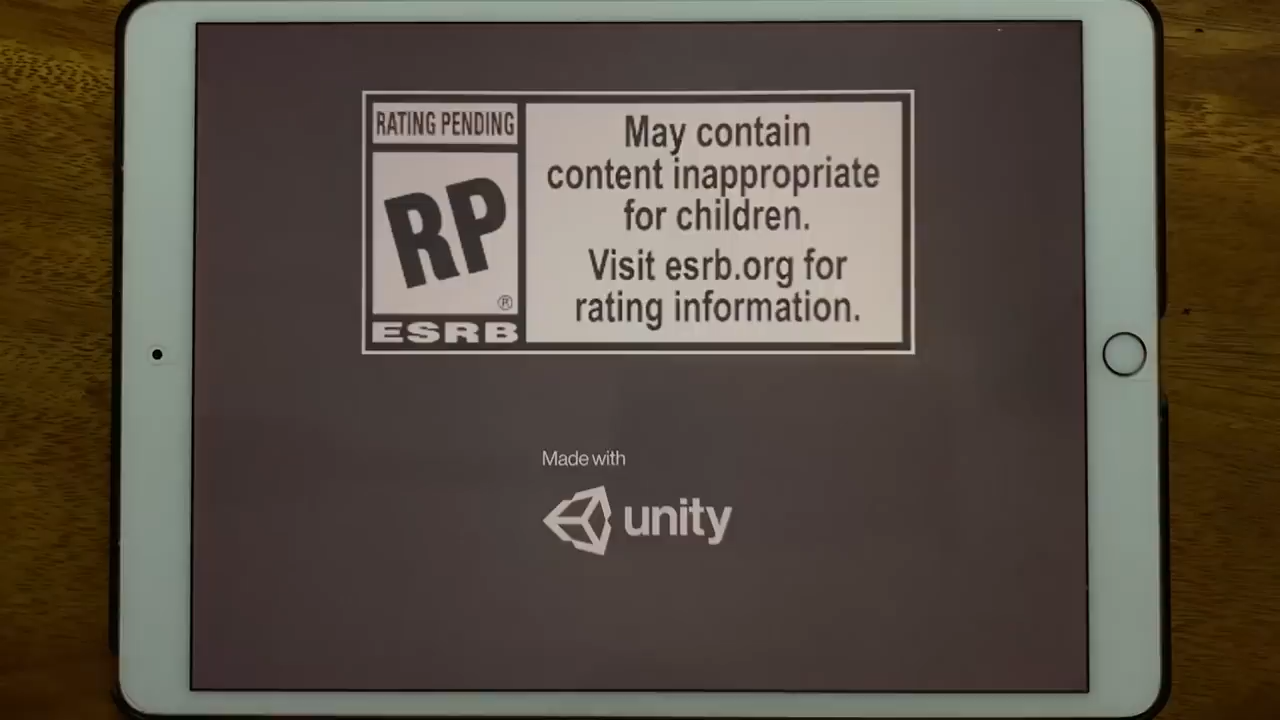 RATING PENDING
RP
®
ESRB
May contain
content inappropriate
for children.
Visit esrb.org for
rating information.
Made with
unity